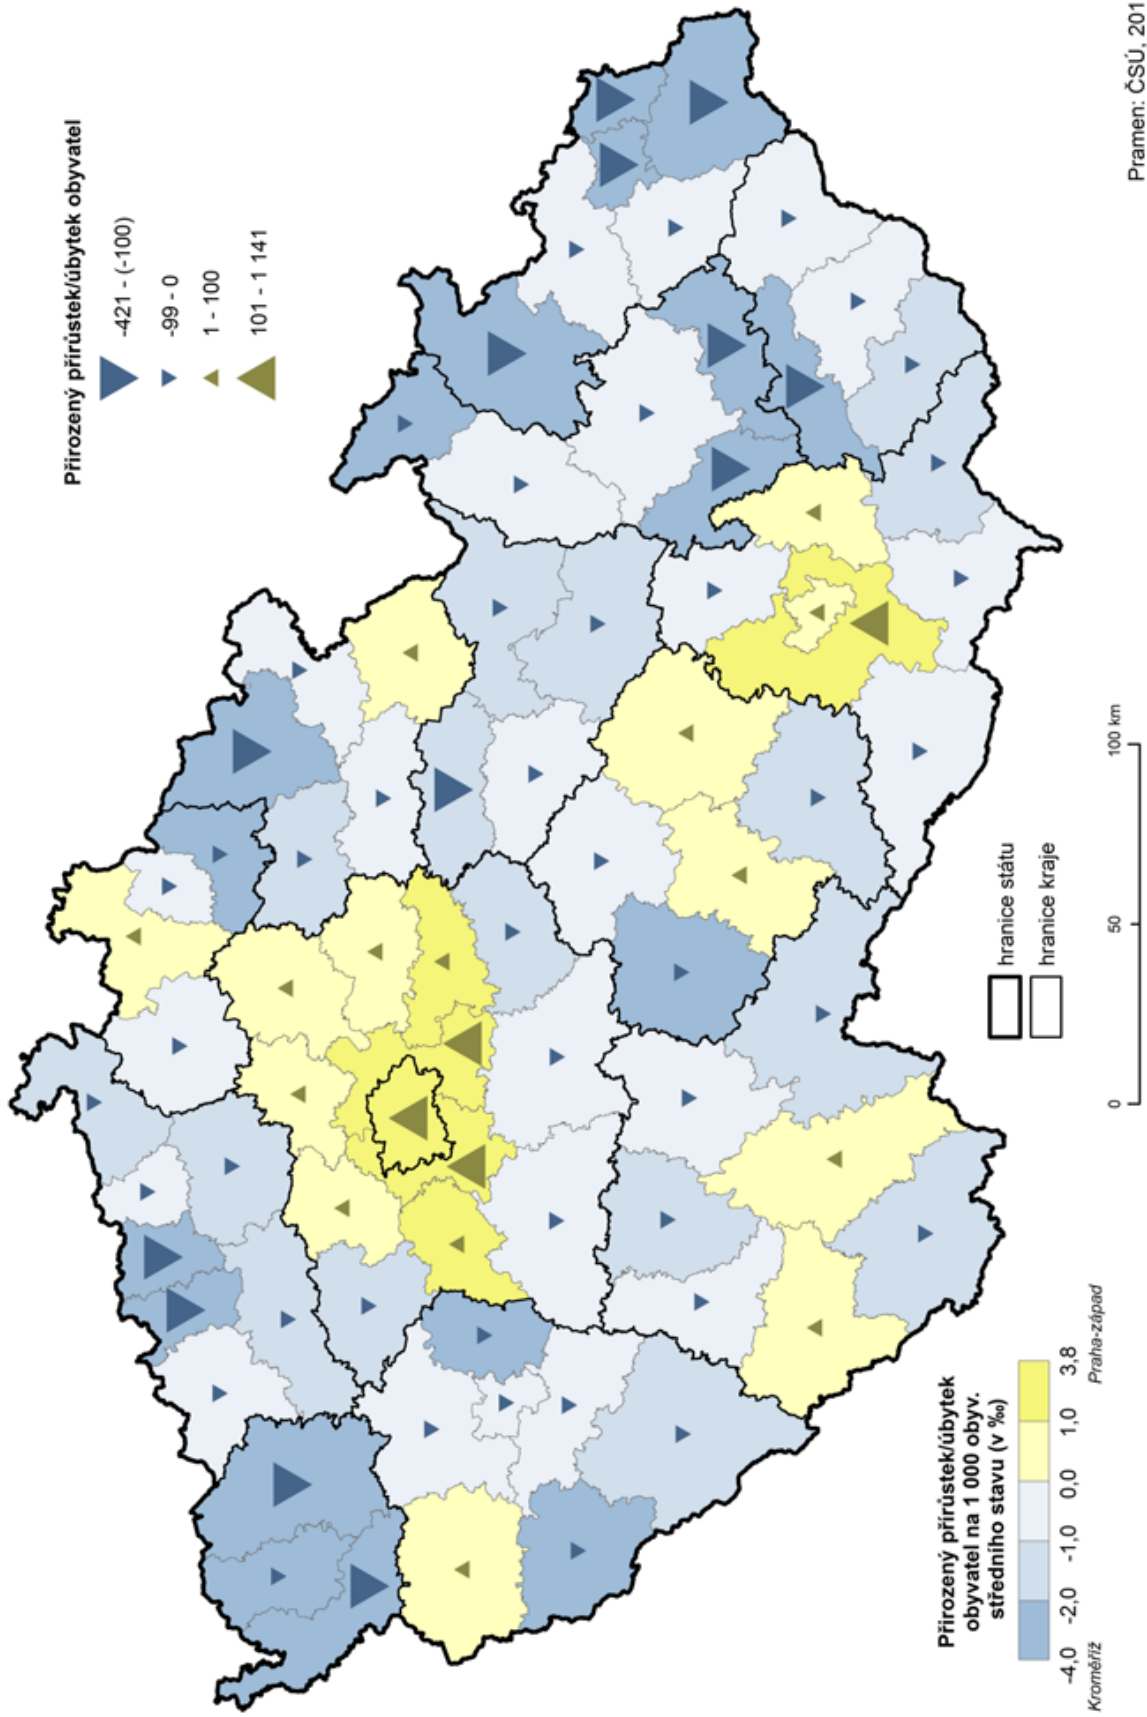 Přirozený přírůstek/úbytek obyvatel
-421 - (-100)
-99 - 0
1 - 100
101 - 1 141
Přirozený přírůstek/úbytek
obyvatel na 1 000 obyv.
středního stavu (v ‰)
-4,0 -2,0 -1,0 0,0 1,0 3,8
Kroměříž Praha-západ
hranice státu
hranice kraje
0 50 100 km
Pramen: ČSÚ, 201